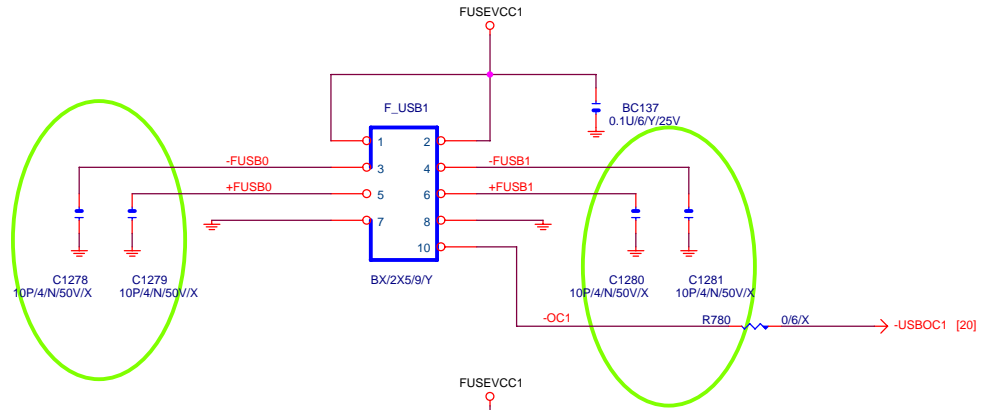 FUSEVCC1
F_USB1
BC137
0.1U/6/Y/25V
1 2
-FUSB0 3 4 -FUSB1
+FUSB0 5 6 +FUSB1
7 8
10
C1278 C1279 BX/2X5/9/Y C1280 C1281
10P/4/N/50V/X 10P/4/N/50V/X 10P/4/N/50V/X 10P/4/N/50V/X
-OC1 R780 0/6/X -USBOC1 [20]
FUSEVCC1